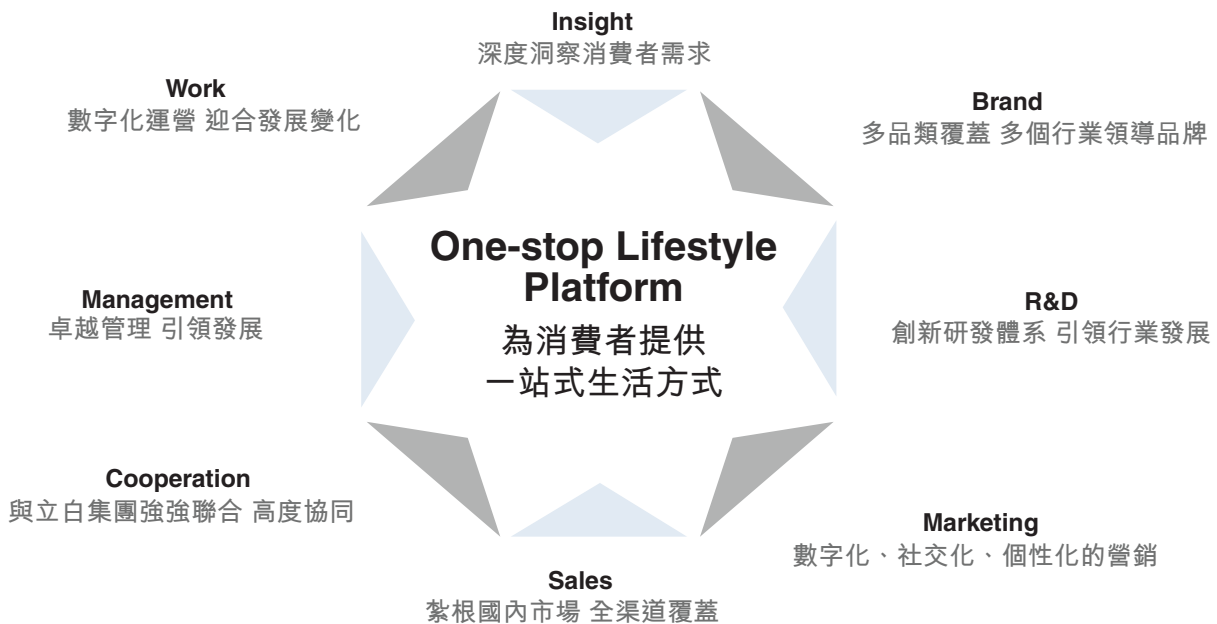 Insight
深度洞察消費者需求
Work
數字化運營 迎合發展變化
Brand
多品類覆蓋 多個行業領導品牌
One-stop Lifestyle
Platform
為消費者提供
一站式生活方式
Management
卓越管理 引領發展
R&D
創新研發體系 引領行業發展
Cooperation
與立白集團強強聯合 高度協同
Marketing
數字化、社交化、個性化的營銷
Sales
紮根國內市場 全渠道覆蓋